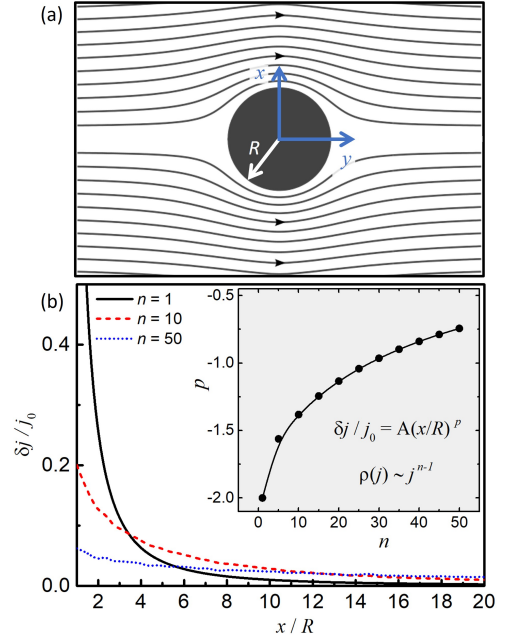 (a)
x
R
y
(b)
n = 1
n = 10
n = 50
δj / j₀
0.4
0.2
0.0
2 4 6 8 10 12 14 16 18 20
x / R
-0.5
-1.0
-1.5
-2.0
p
δj / j₀ = A(x/R) ᵖ
ρ(j) ~ jⁿ⁻¹
0 10 20 30 40 50
n